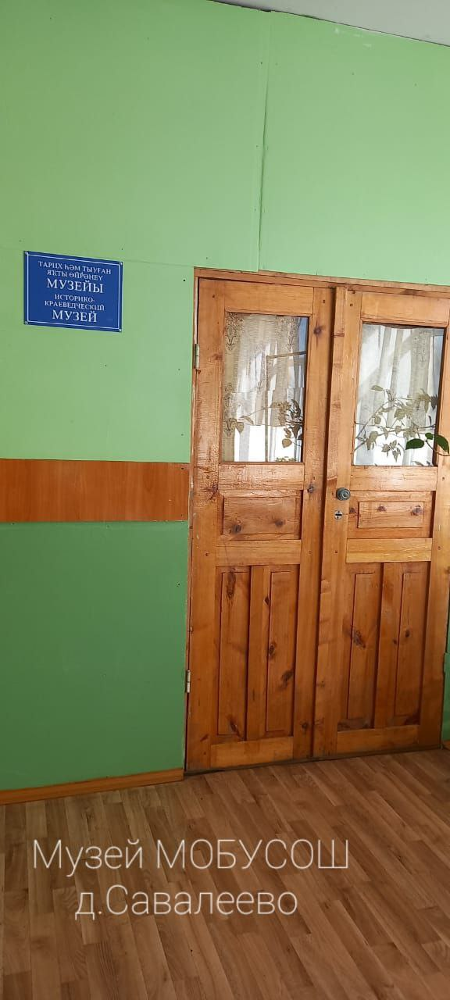 ТАРИХ ҺӘМ ТЫУҒАН
ЯҠТЫ ӨЙРӘНЕҮ
МУЗЕЙЫ
ИСТОРИКО-
КРАЕВЕДЧЕСКИЙ
МУЗЕЙ
Музей МОБУСОШ
д.Савалеево